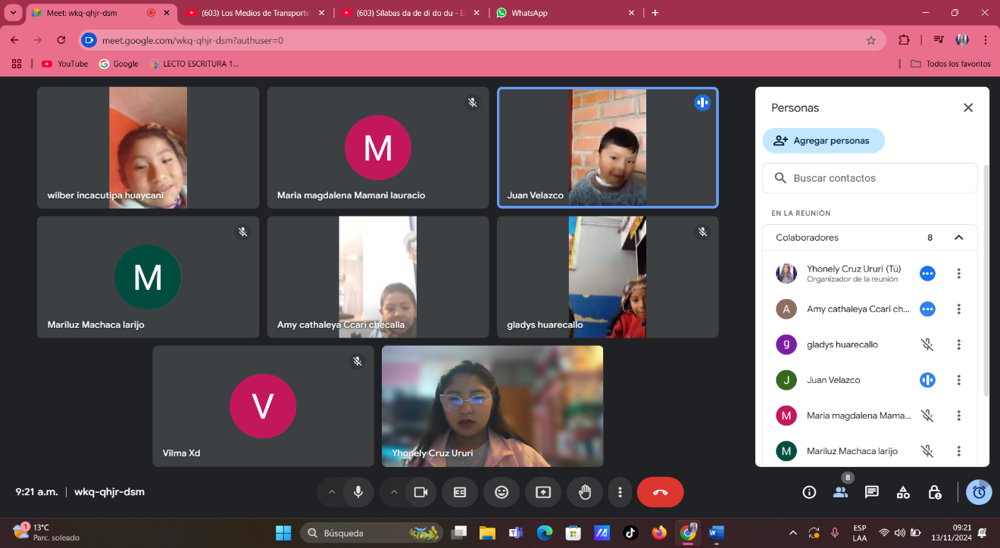 Meet: wkq-qhjr-dsm
(603) Los Medios de Transporte
(603) Sílabas da de di do du - E
WhatsApp
meet.google.com/wkq-qhjr-dsm?authuser=0
YouTube
Google
LECTO ESCRITURA 1...
Todos los favoritos
wilber incacutipa huaycani
M
Maria magdalena Mamani lauracio
Juan Velazco
M
Mariluz Machaca larijo
Amy cathaleya Ccari checalla
gladys huarecallo
V
Vilma Xd
Yhonely Cruz Ururi
Personas
Agregar personas
Buscar contactos
EN LA REUNIÓN
Colaboradores 8
Yhonely Cruz Ururi (Tú)
Organizador de la reunión
A Amy cathaleya Ccari ch...
g gladys huarecallo
J Juan Velazco
M Maria magdalena Mama...
M Mariluz Machaca larijo
9:21 a.m. | wkq-qhjr-dsm
8
1
13°C
Parc. soleado
Búsqueda
ESP
LAA
09:21
13/11/2024